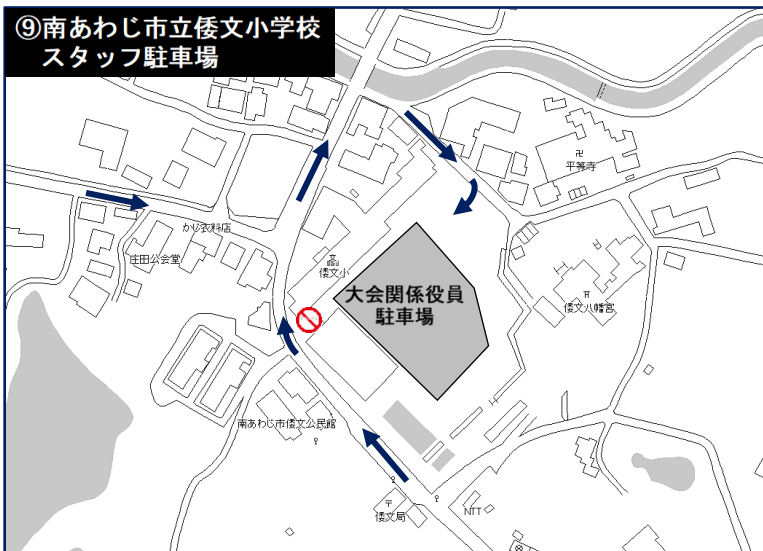 ⑨南あわじ市立倭文小学校
スタッフ駐車場
平等寺
かじ衣料店
庄田公会堂
倭文小
大会関係役員
駐車場
倭文八幡宮
南あわじ市倭文公民館
倭文局
NTT